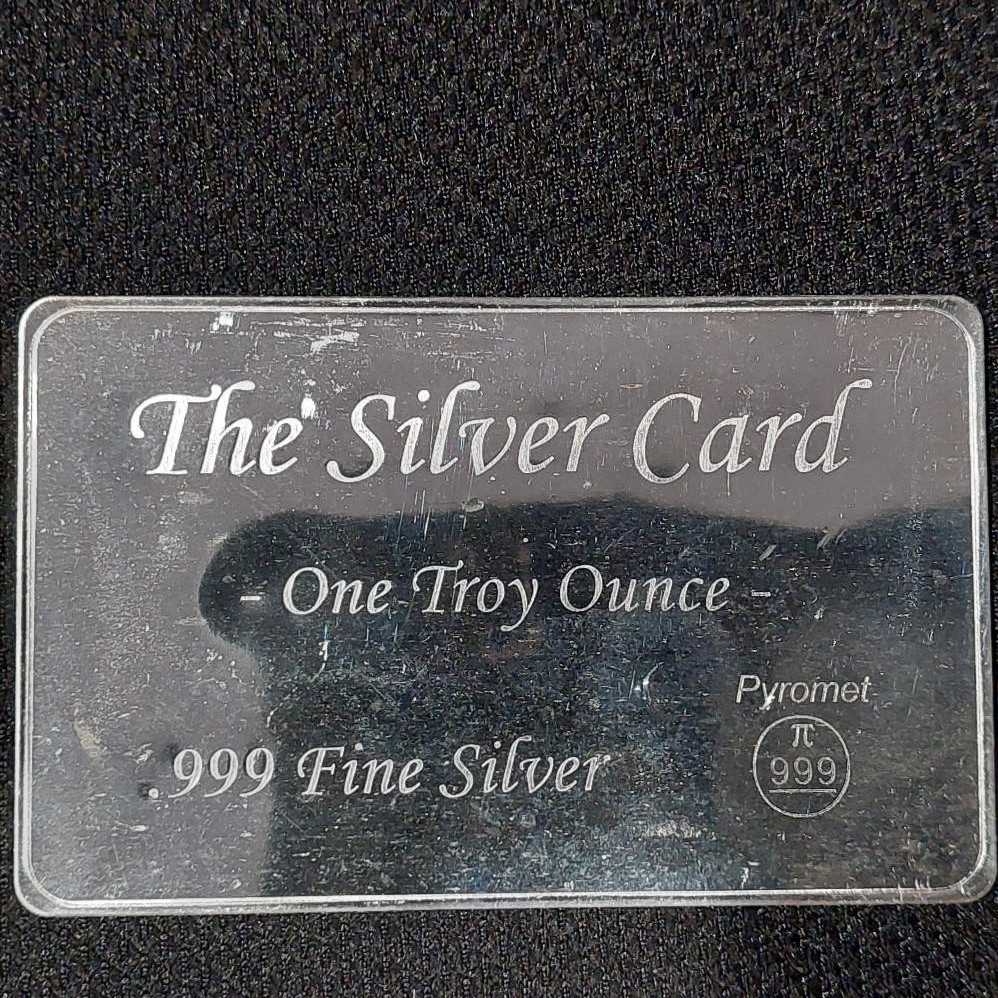 The Silver Card
- One Troy Ounce -
.999 Fine Silver
Pyromet
π
999